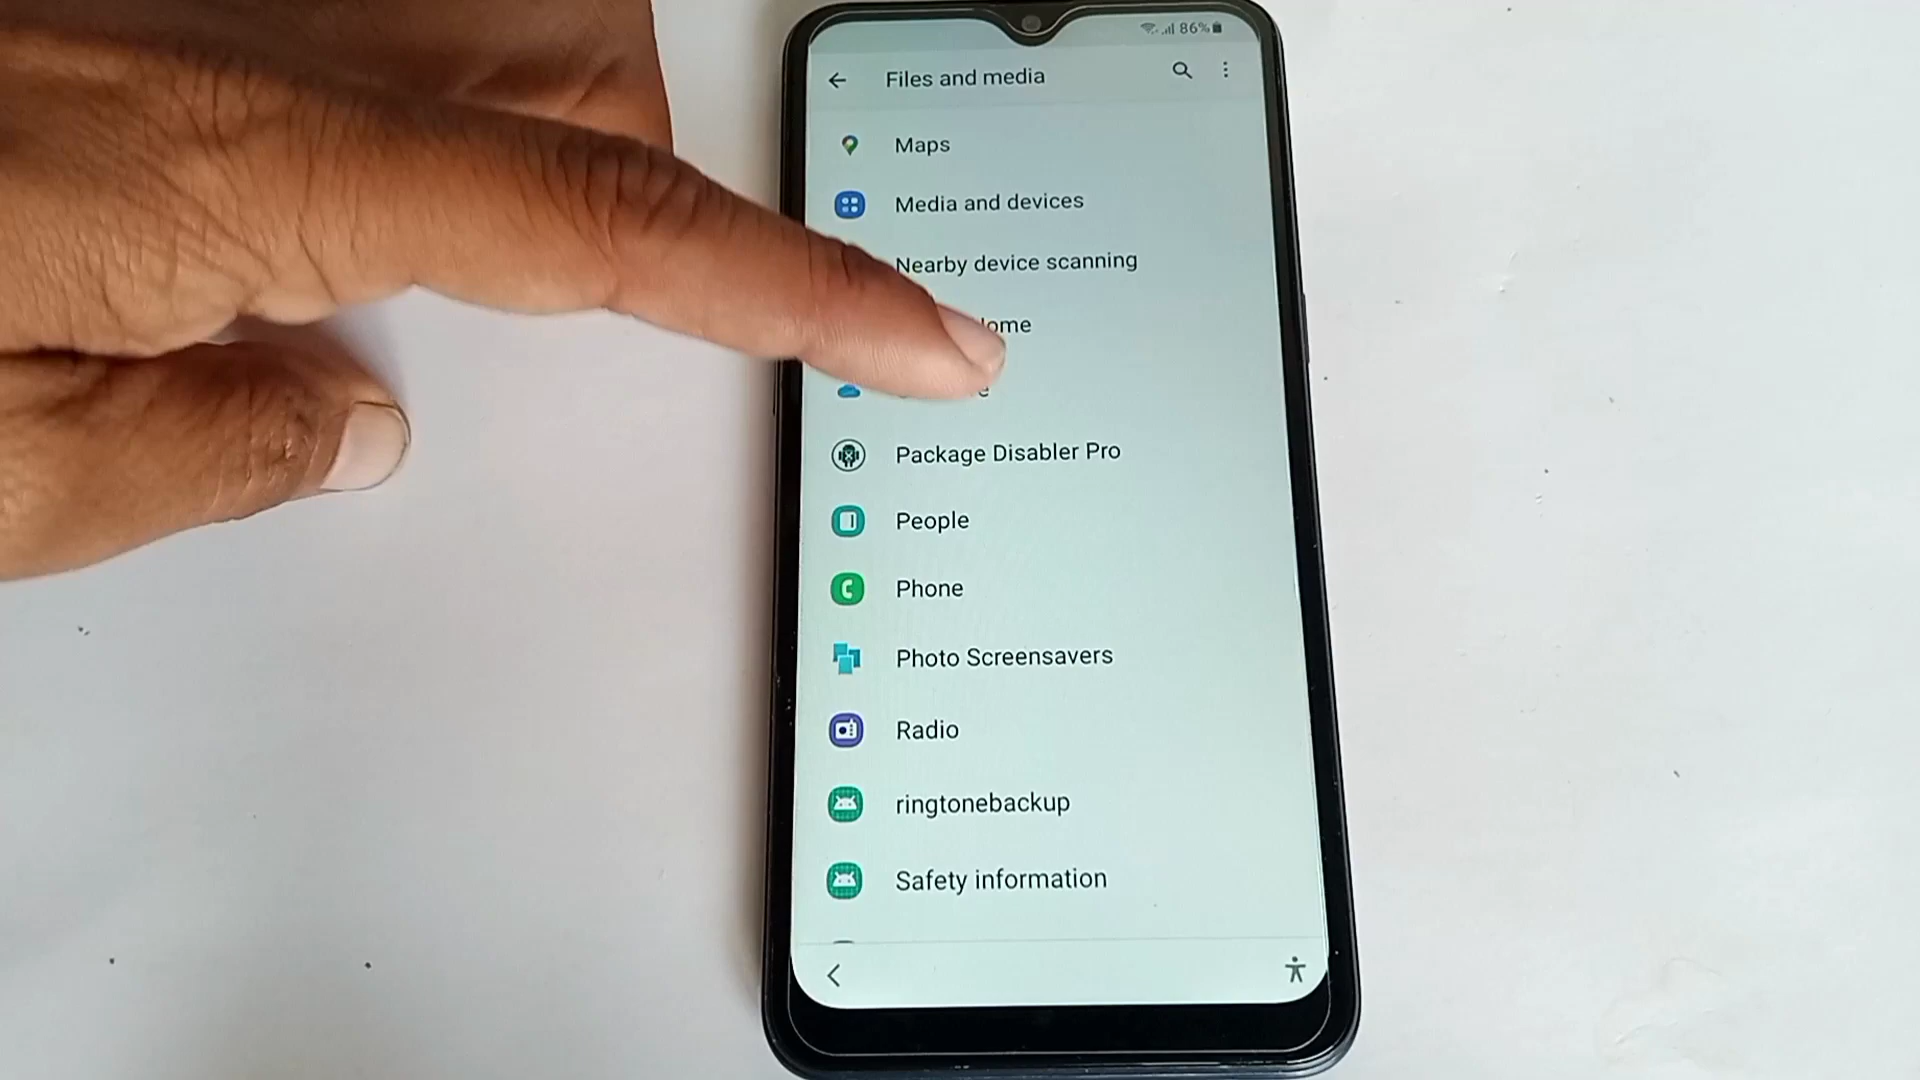 86%
Files and media
Maps
Media and devices
Nearby device scanning
Package Disabler Pro
People
Phone
Photo Screensavers
Radio
ringtonebackup
Safety information